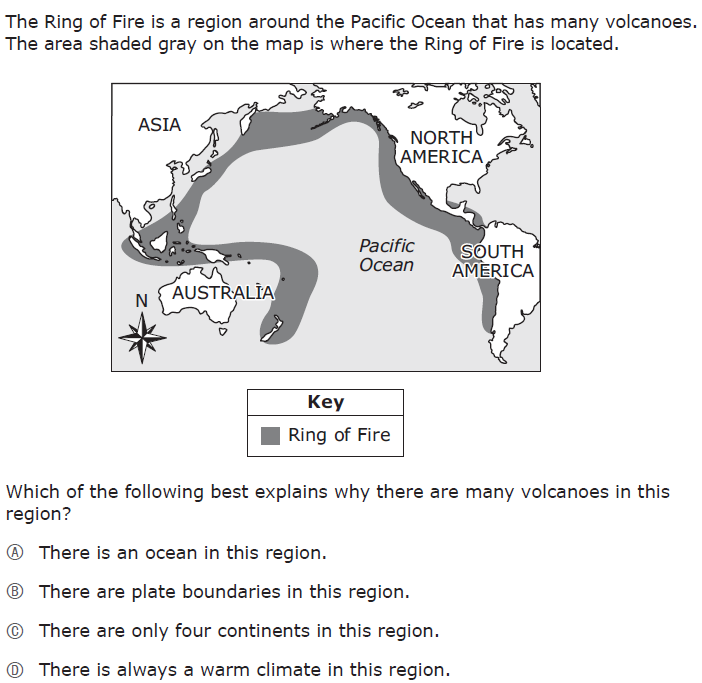 The Ring of Fire is a region around the Pacific Ocean that has many volcanoes.
The area shaded gray on the map is where the Ring of Fire is located.
ASIA
NORTH
AMERICA
Pacific
Ocean
SOUTH
AMERICA
AUSTRALIA
N
Key
Ring of Fire
Which of the following best explains why there are many volcanoes in this
region?
Ⓐ There is an ocean in this region.
Ⓑ There are plate boundaries in this region.
Ⓒ There are only four continents in this region.
Ⓓ There is always a warm climate in this region.